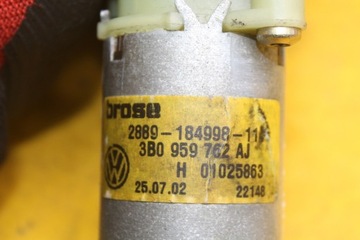 brose
2889-184998-11
3B0 959 762 AJ
H 01025863
25.07.02 22148